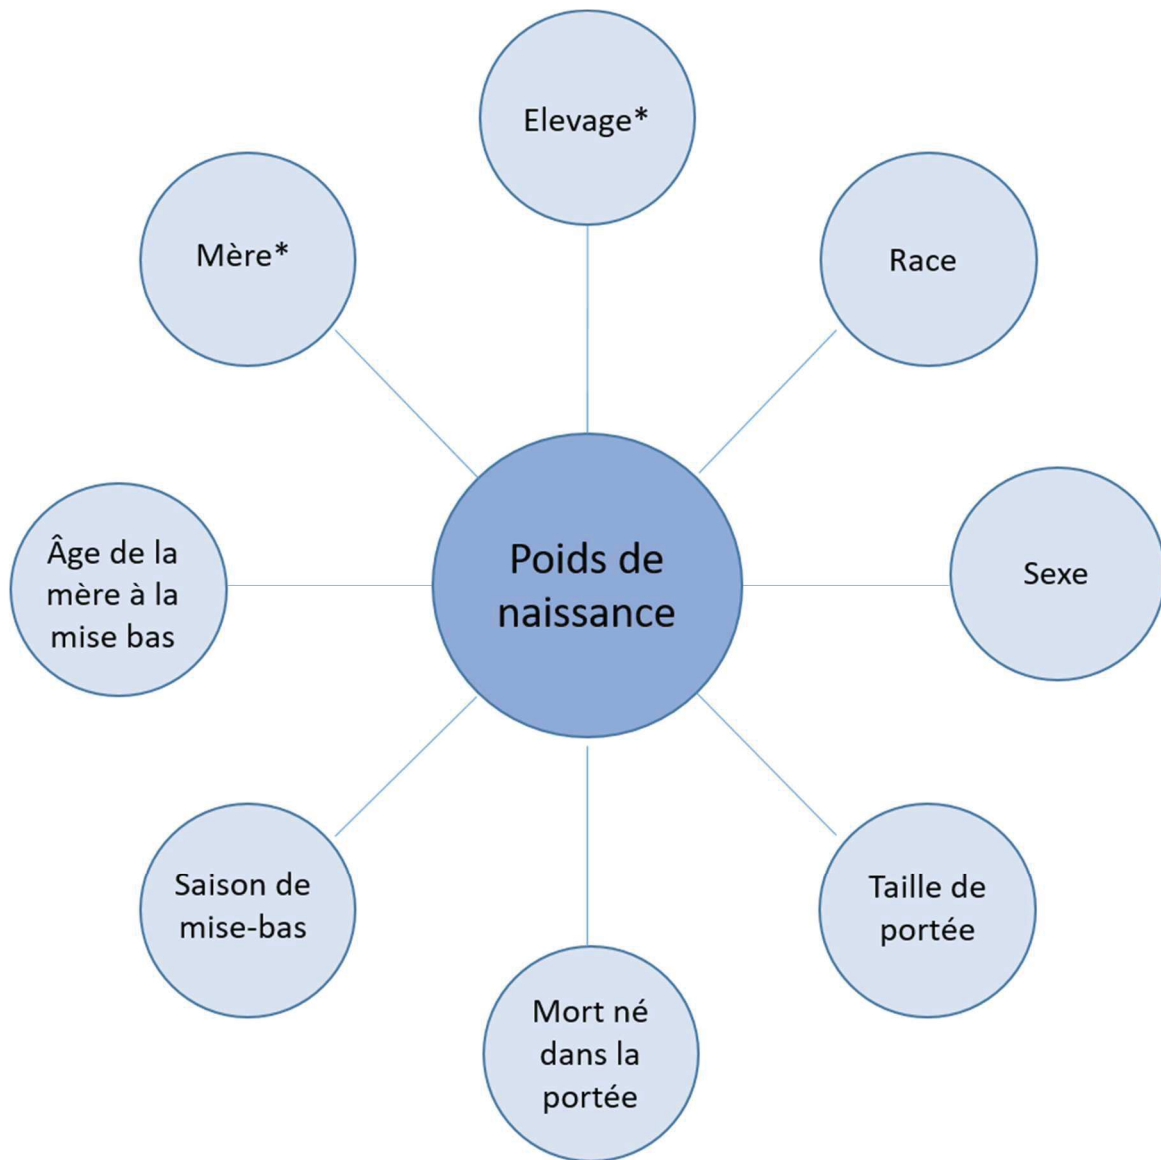 Elevage*
Mère*
Race
Âge de la
mère à la
mise bas
Poids de
naissance
Sexe
Saison de
mise-bas
Taille de
portée
Mort né
dans la
portée